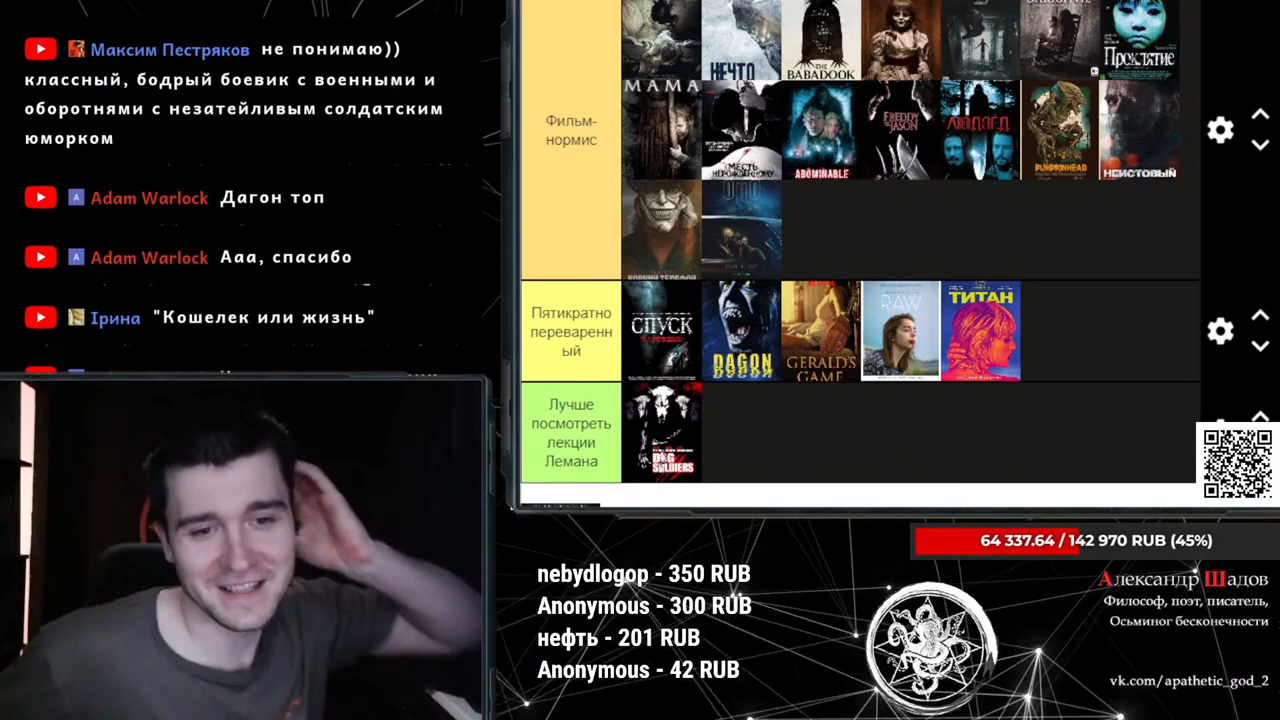 Максим Пестряков не понимаю))
классный, бодрый боевик с военными и
оборотнями с незатейливым солдатским
юморком
Adam Warlock Дагон топ
Adam Warlock Ааа, спасибо
Ірина "Кошелек или жизнь"
НЕЧТО
THE
BABADOOK
Проклятие
Фильм-
нормис
МАМА
МЕСТЬ
НЕРОЖДЕННОМУ
ABOMINABLE
FREDDY
VS
JASON
ЛЮДОЕД
PUMPKINHEAD
НЕИСТОВЫЙ
ОНО
Пятикратно
переваренн
ый
СПУСК
DAGON
GERALD'S
GAME
RAW
ТИТАН
Лучше
посмотреть
лекции
Лемана
DOG
SOLDIERS
64 337.64 / 142 970 RUB (45%)
nebydlogop - 350 RUB
Anonymous - 300 RUB
нефть - 201 RUB
Anonymous - 42 RUB
Александр Шадов
Философ, поэт, писатель,
Осьминог бесконечности
vk.com/apathetic_god_2